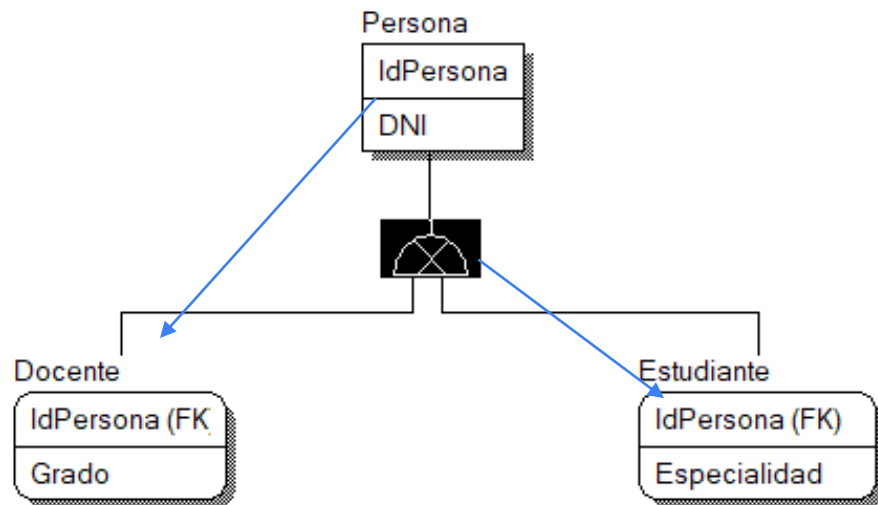 Persona
IdPersona
DNI
Docente
IdPersona (FK)
Grado
Estudiante
IdPersona (FK)
Especialidad